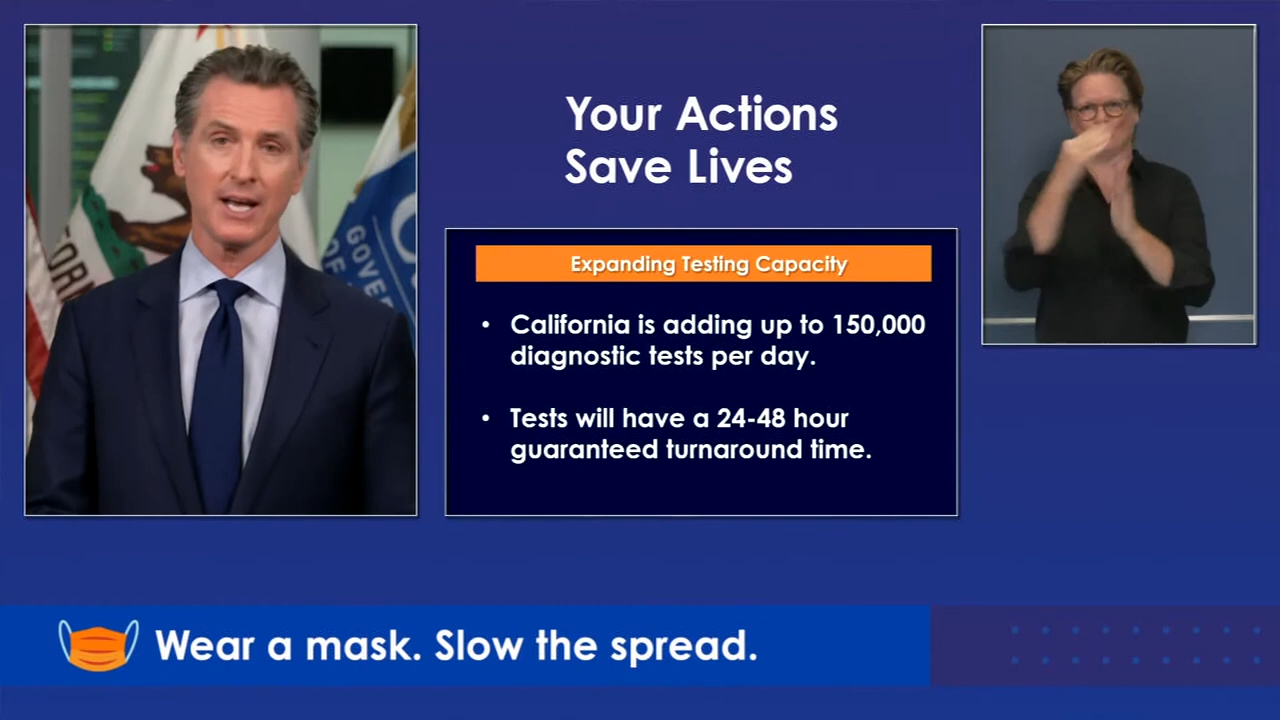 Your Actions
Save Lives
Expanding Testing Capacity
• California is adding up to 150,000
diagnostic tests per day.
• Tests will have a 24-48 hour
guaranteed turnaround time.
Wear a mask. Slow the spread.